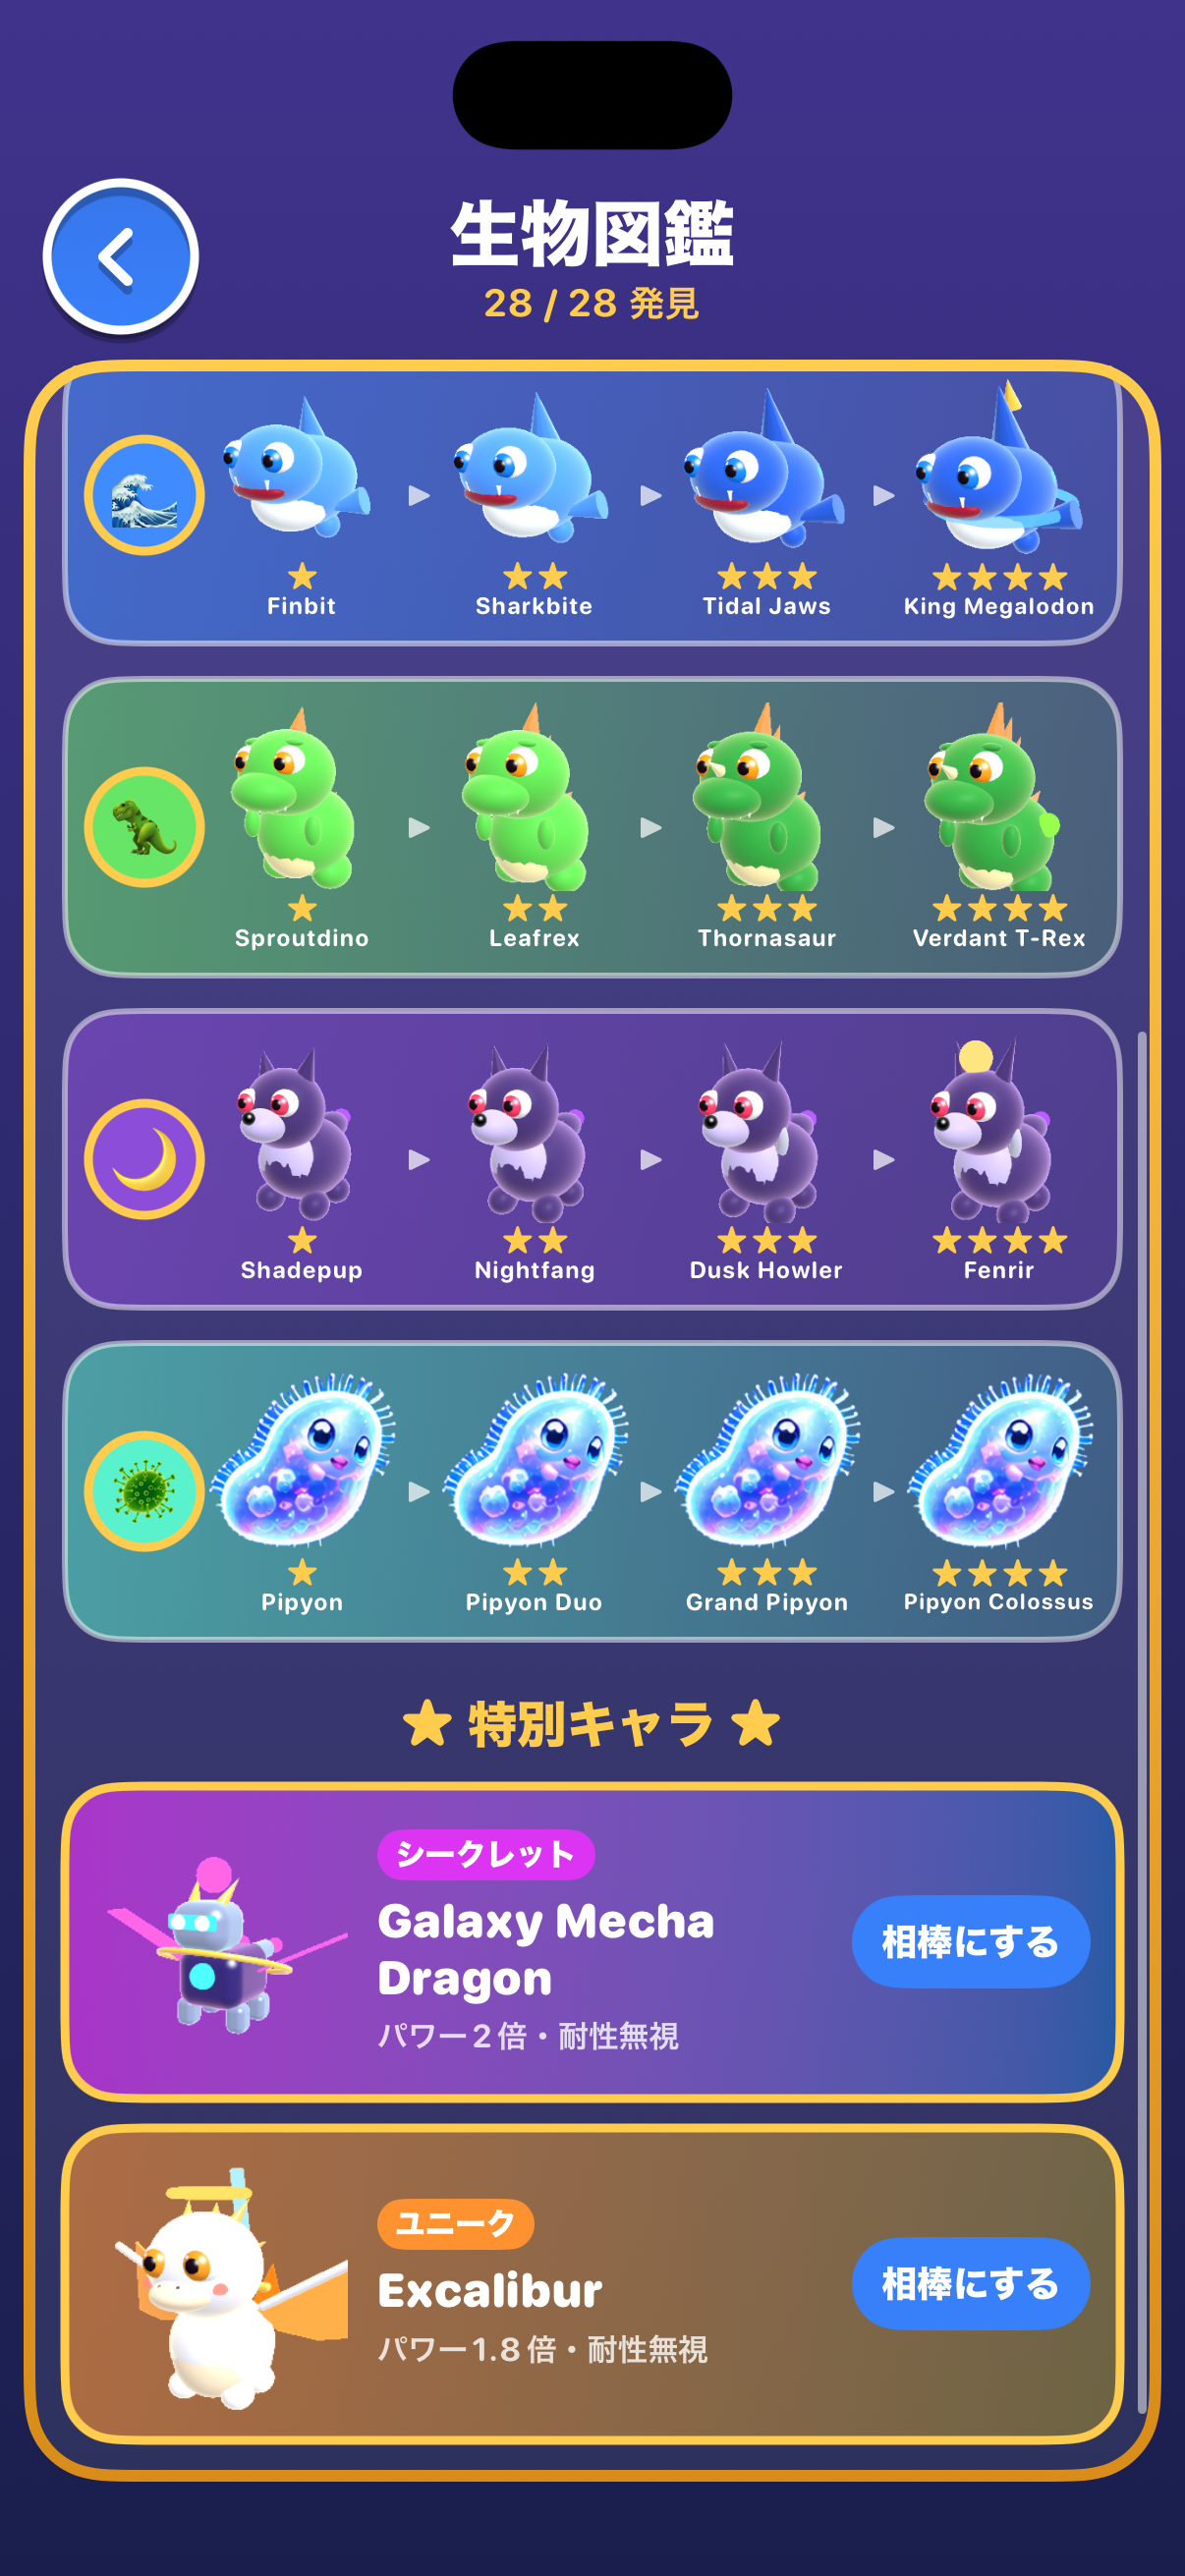 生物図鑑
28 / 28 発見
Finbit
Sharkbite
Tidal Jaws
King Megalodon
Sproutdino
Leafrex
Thornasaur
Verdant T-Rex
Shadepup
Nightfang
Dusk Howler
Fenrir
Pipyon
Pipyon Duo
Grand Pipyon
Pipyon Colossus
★ 特別キャラ ★
シークレット
Galaxy Mecha
Dragon
パワー2倍・耐性無視
相棒にする
ユニーク
Excalibur
パワー1.8倍・耐性無視
相棒にする